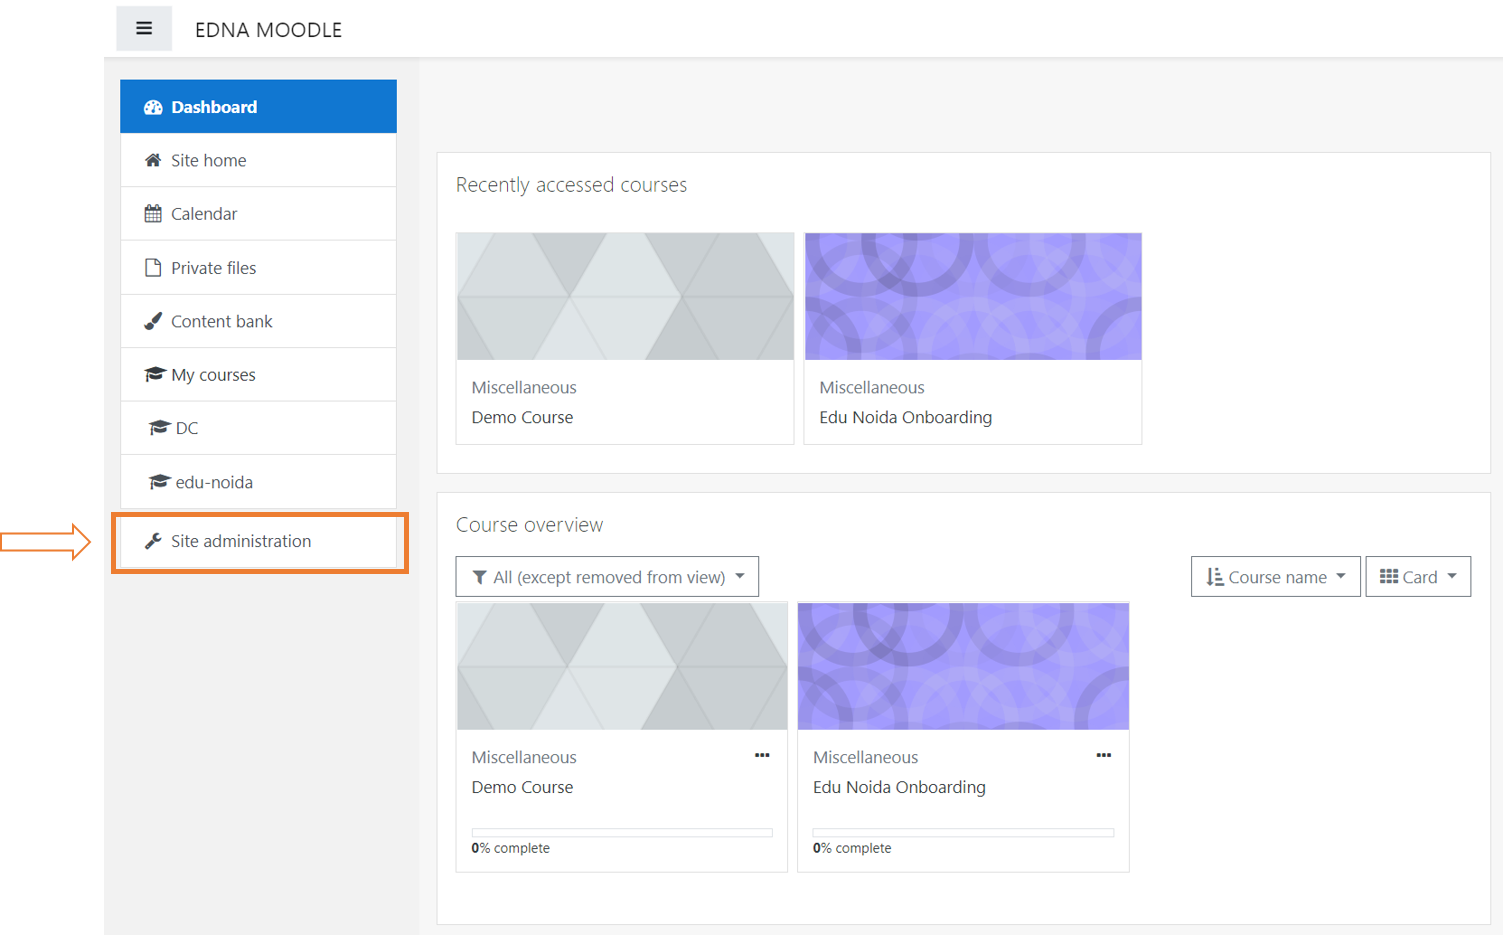 EDNA MOODLE
Dashboard
Site home
Calendar
Private files
Content bank
My courses
DC
edu-noida
Site administration
Recently accessed courses
Miscellaneous
Demo Course
Miscellaneous
Edu Noida Onboarding
Course overview
All (except removed from view)
Course name
Card
Miscellaneous
Demo Course
0% complete
Miscellaneous
Edu Noida Onboarding
0% complete